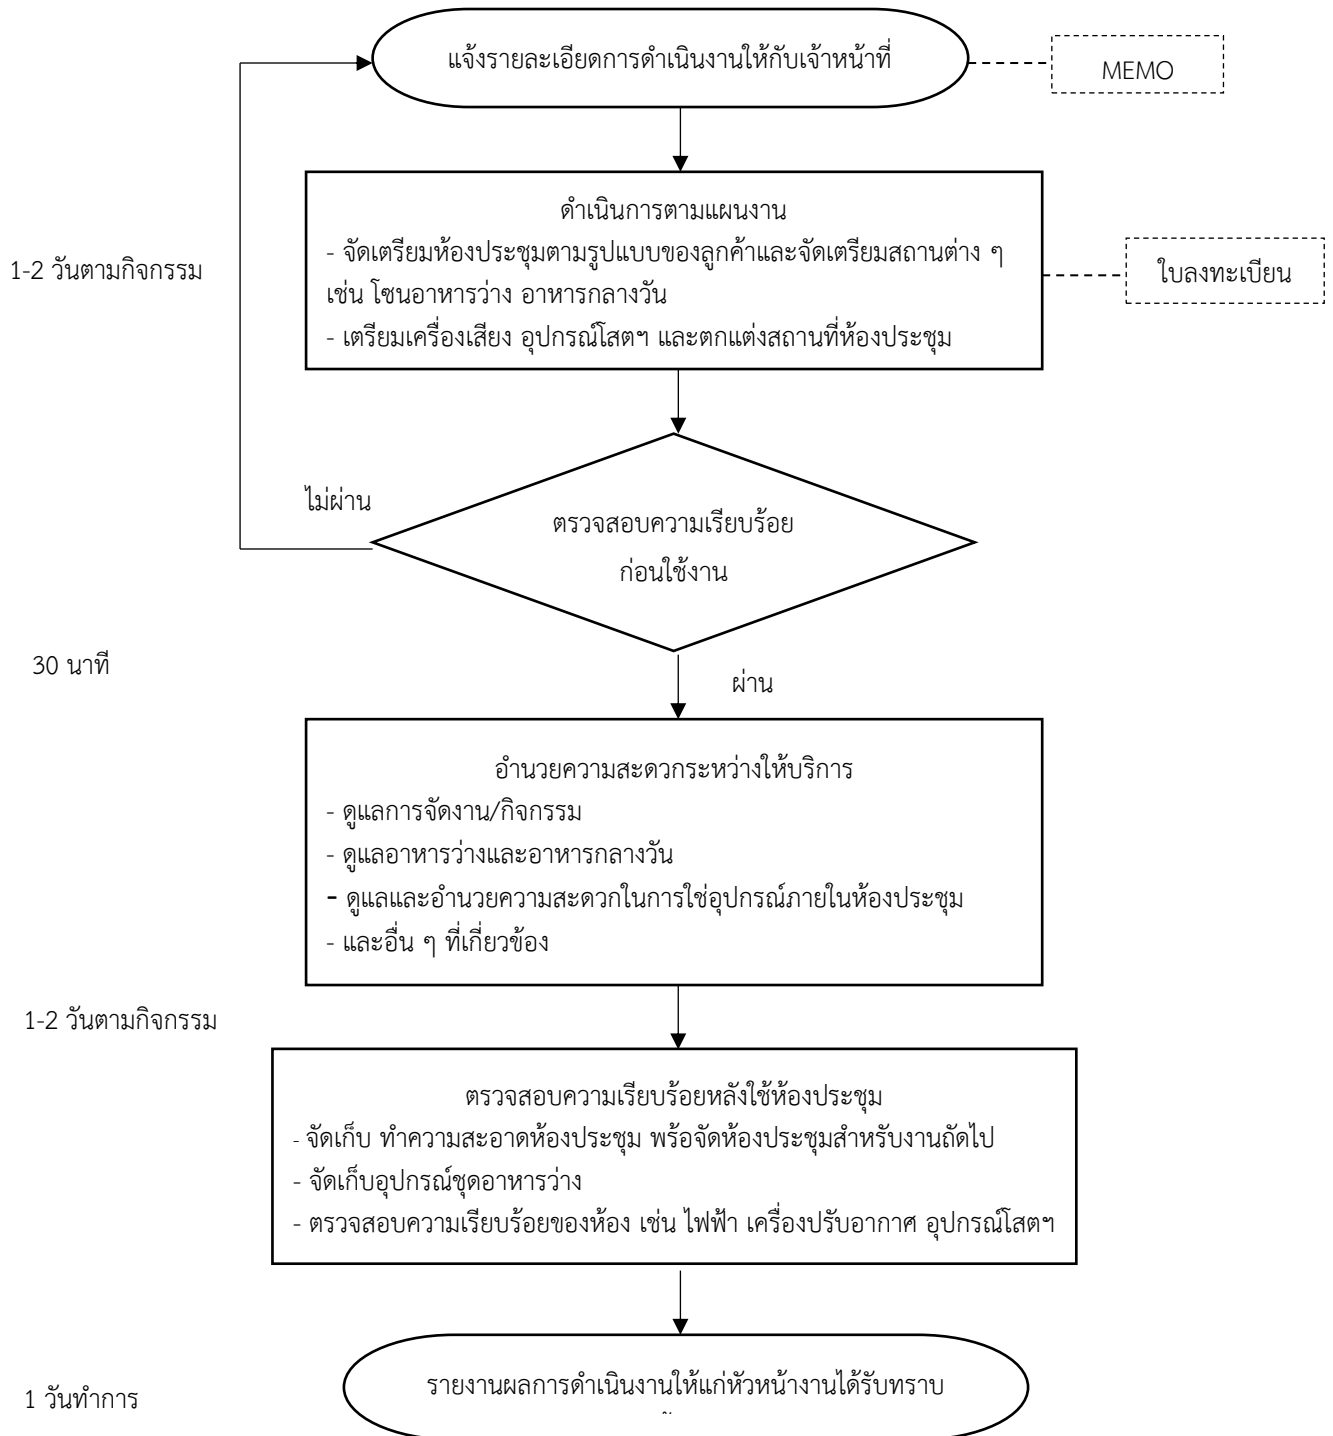 แจ้งรายละเอียดการดำเนินงานให้กับเจ้าหน้าที่
MEMO
ดำเนินการตามแผนงาน
- จัดเตรียมห้องประชุมตามรูปแบบของลูกค้าและจัดเตรียมสถานต่าง ๆ
เช่น โซนอาหารว่าง อาหารกลางวัน
- เตรียมเครื่องเสียง อุปกรณ์โสตฯ และตกแต่งสถานที่ห้องประชุม
1-2 วันตามกิจกรรม
ใบลงทะเบียน
ไม่ผ่าน
ตรวจสอบความเรียบร้อย
ก่อนใช้งาน
30 นาที
ผ่าน
อำนวยความสะดวกระหว่างให้บริการ
- ดูแลการจัดงาน/กิจกรรม
- ดูแลอาหารว่างและอาหารกลางวัน
- ดูแลและอำนวยความสะดวกในการใช่อุปกรณ์ภายในห้องประชุม
- และอื่น ๆ ที่เกี่ยวข้อง
1-2 วันตามกิจกรรม
ตรวจสอบความเรียบร้อยหลังใช้ห้องประชุม
- จัดเก็บ ทำความสะอาดห้องประชุม พร้อจัดห้องประชุมสำหรับงานถัดไป
- จัดเก็บอุปกรณ์ชุดอาหารว่าง
- ตรวจสอบความเรียบร้อยของห้อง เช่น ไฟฟ้า เครื่องปรับอากาศ อุปกรณ์โสตฯ
รายงานผลการดำเนินงานให้แก่หัวหน้างานได้รับทราบ
1 วันทำการ